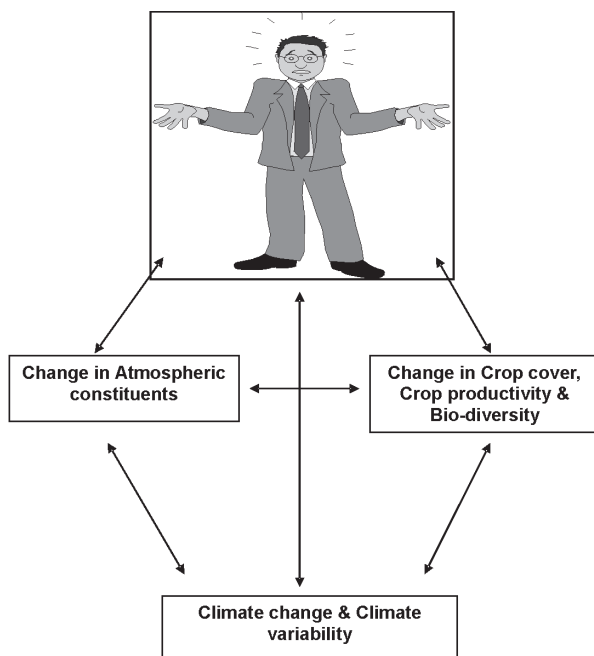 Change in Atmospheric
constituents
Change in Crop cover,
Crop productivity &
Bio-diversity
Climate change & Climate
variability